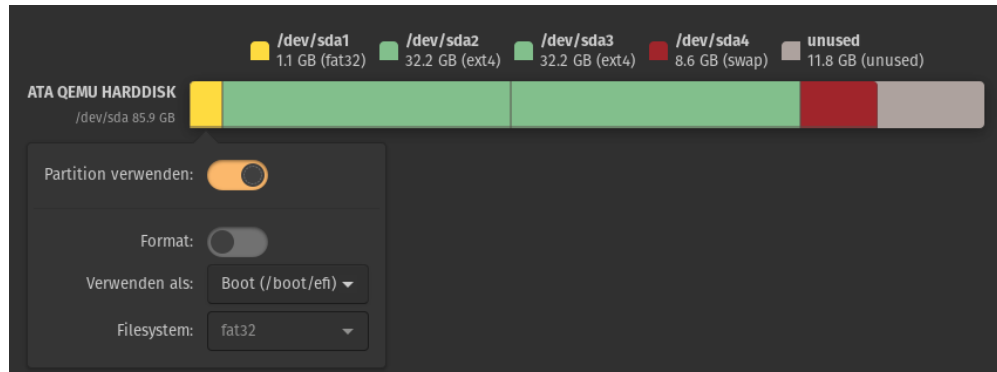 /dev/sda1 /dev/sda2 /dev/sda3 /dev/sda4 unused
1.1 GB (fat32) 32.2 GB (ext4) 32.2 GB (ext4) 8.6 GB (swap) 11.8 GB (unused)
ATA QEMU HARDDISK
/dev/sda 85.9 GB
Partition verwenden:
Format:
Verwenden als: Boot (/boot/efi)
Filesystem: fat32